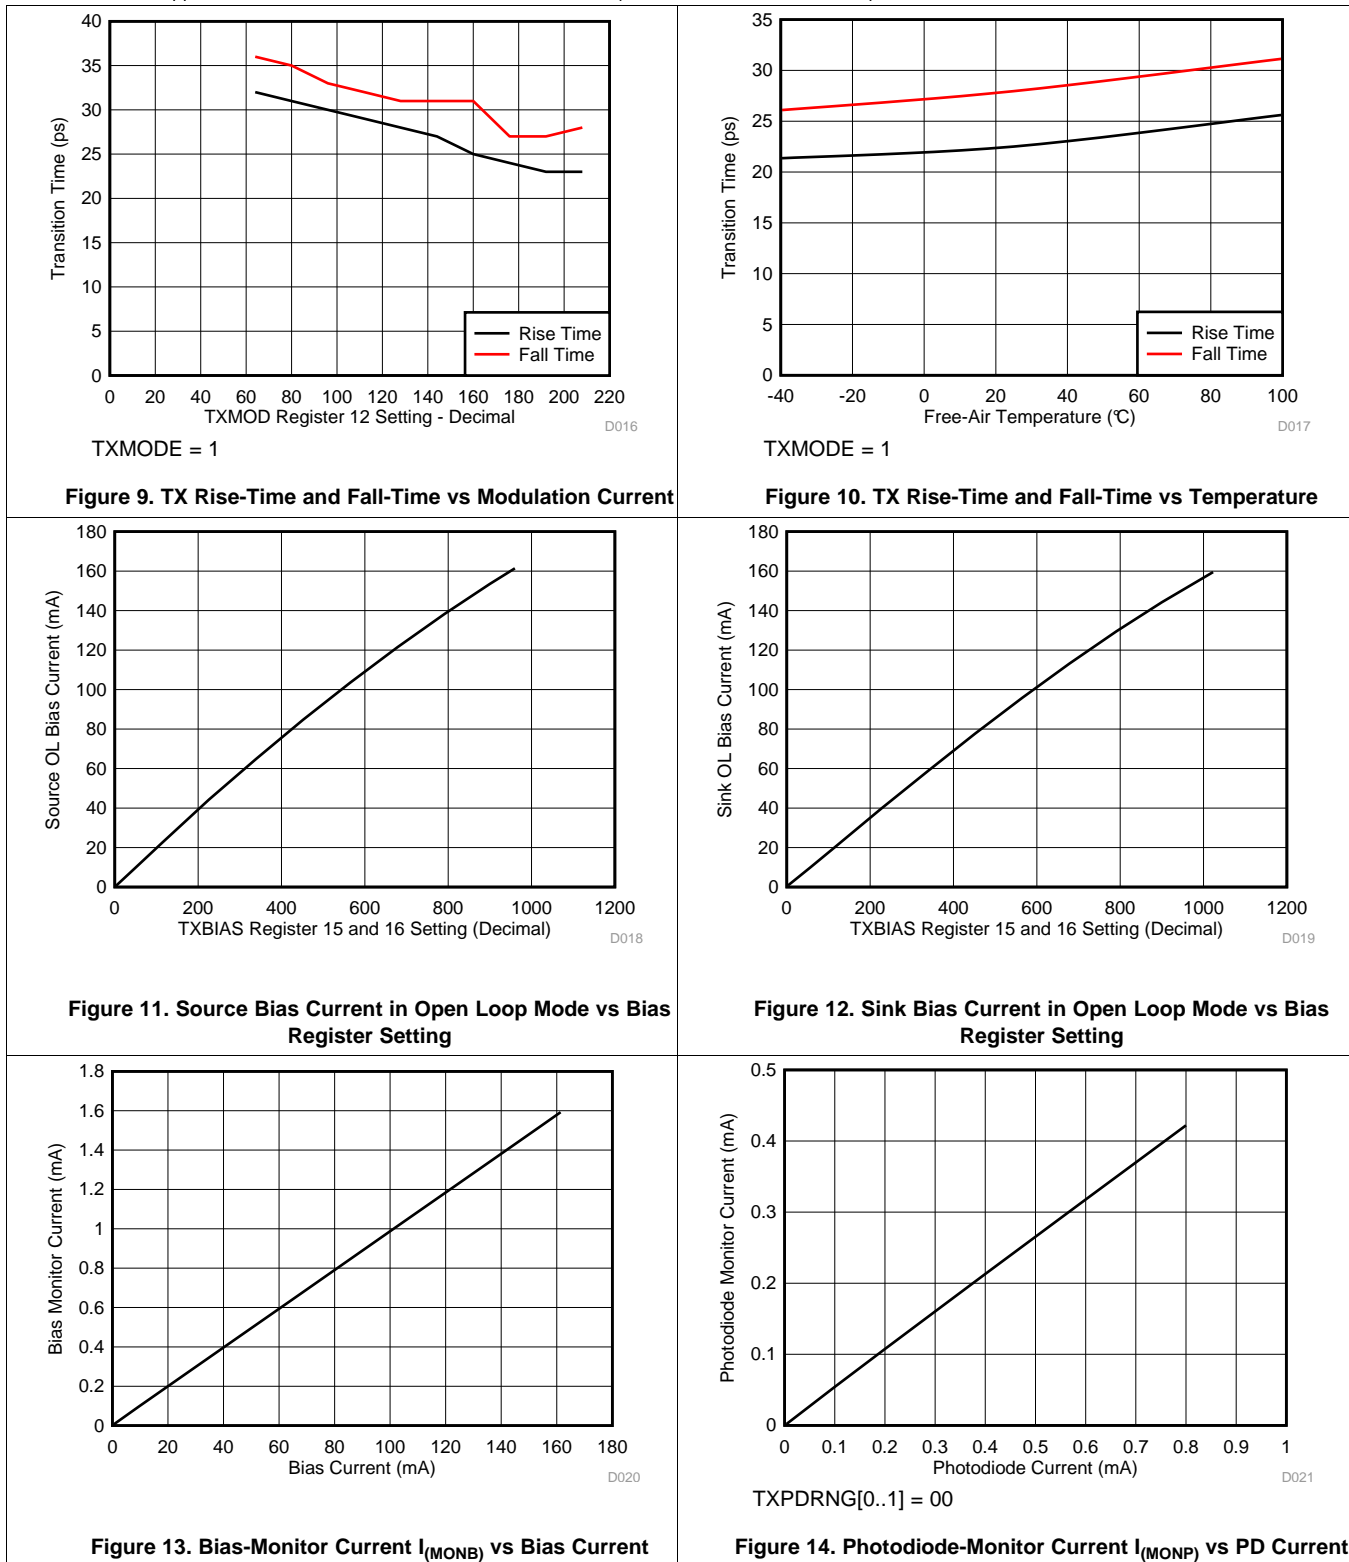 40
35
30
25
20
15
10
5
0
Transition Time (ps)
Rise Time
Fall Time
0 20 40 60 80 100 120 140 160 180 200 220
TXMOD Register 12 Setting - Decimal
D016
TXMODE = 1
Figure 9. TX Rise-Time and Fall-Time vs Modulation Current
35
30
25
20
15
10
5
0
Transition Time (ps)
Rise Time
Fall Time
-40 -20 0 20 40 60 80 100
Free-Air Temperature (°C)
D017
TXMODE = 1
Figure 10. TX Rise-Time and Fall-Time vs Temperature
180
160
140
120
100
80
60
40
20
0
Source OL Bias Current (mA)
0 200 400 600 800 1000 1200
TXBIAS Register 15 and 16 Setting (Decimal)
D018
Figure 11. Source Bias Current in Open Loop Mode vs Bias
Register Setting
180
160
140
120
100
80
60
40
20
0
Sink OL Bias Current (mA)
0 200 400 600 800 1000 1200
TXBIAS Register 15 and 16 Setting (Decimal)
D019
Figure 12. Sink Bias Current in Open Loop Mode vs Bias
Register Setting
1.8
1.6
1.4
1.2
1
0.8
0.6
0.4
0.2
0
Bias Monitor Current (mA)
0 20 40 60 80 100 120 140 160 180
Bias Current (mA)
D020
Figure 13. Bias-Monitor Current I(MONB) vs Bias Current
0.5
0.4
0.3
0.2
0.1
0
Photodiode Monitor Current (mA)
0 0.1 0.2 0.3 0.4 0.5 0.6 0.7 0.8 0.9 1
Photodiode Current (mA)
D021
TXPDRNG[0..1] = 00
Figure 14. Photodiode-Monitor Current I(MONP) vs PD Current